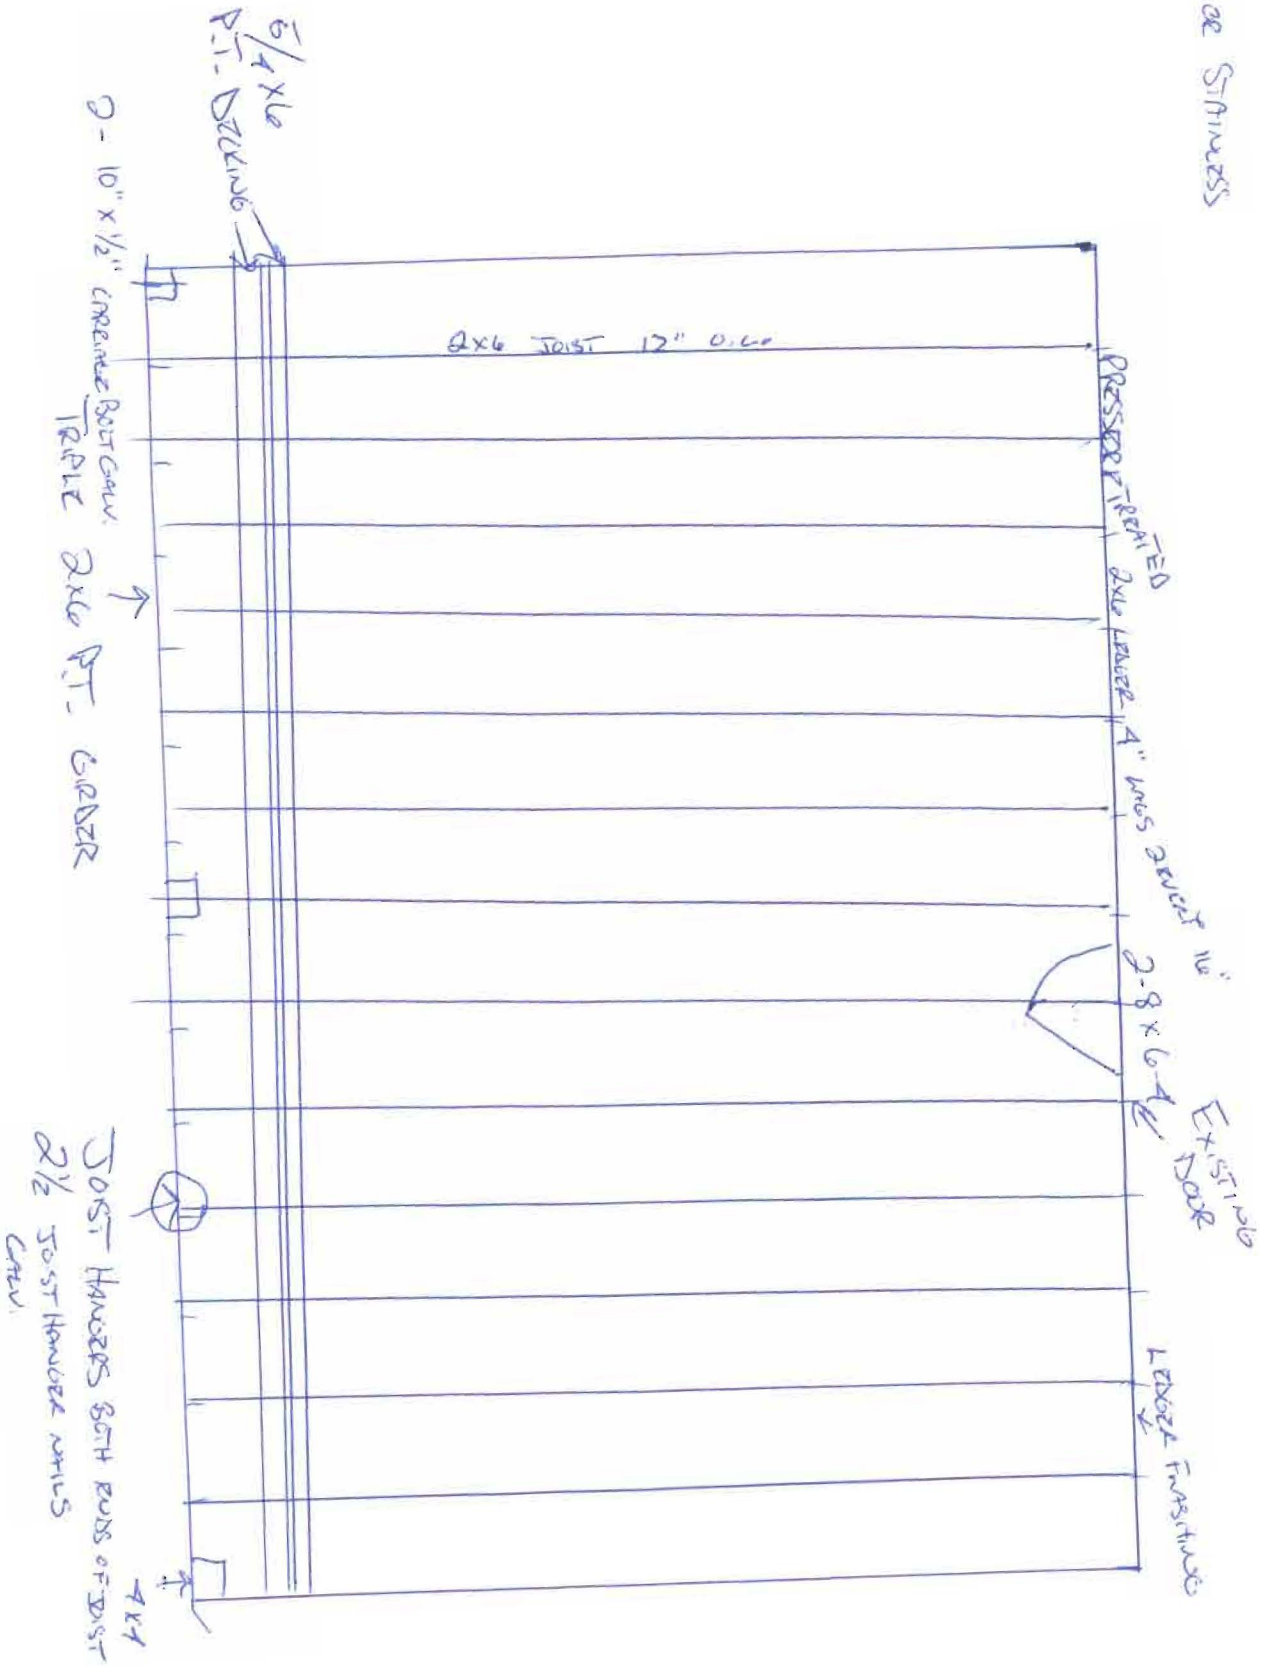 OR STAINLESS
5/4 x 6
P.T. DECKING
2 - 10" x 1/2" CARRIAGE BOLT GALV.
TRIPLE 2x6 P.T. GIRDER
2x6 JOIST 12" O.C.
PRESSURE TREATED
2x6 LEDGER, 4" LAGS 2 EVERY 16"
2-8 x 6-4
EXISTING
DOOR
LEDGER FLASHING
JOIST HANGERS BOTH ENDS OF JOIST
2 1/2 JOIST HANGER NAILS
GALV.
4x4